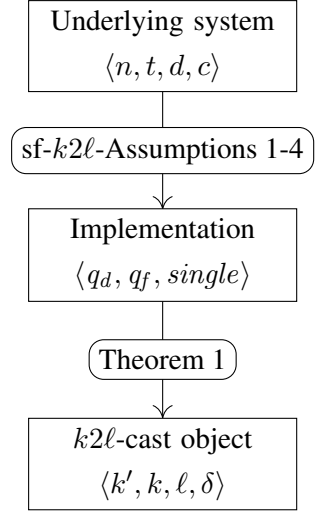 Underlying system
⟨n, t, d, c⟩
sf-k2ℓ-Assumptions 1-4
Implementation
⟨q_d, q_f, single⟩
Theorem 1
k2ℓ-cast object
⟨k′, k, ℓ, δ⟩